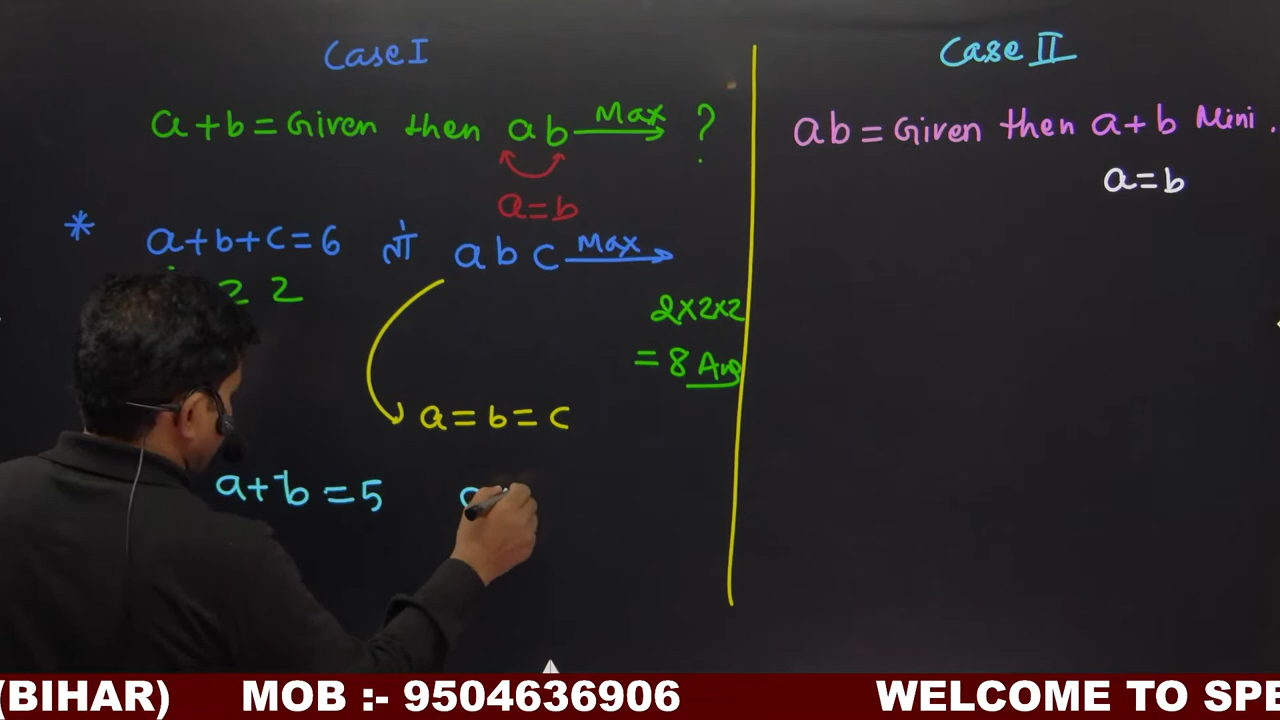 Case I
a+b = Given then ab Max ?
a=b
* a+b+c=6 तो abc Max
2 2
2x2x2
= 8 Ans
a=b=c
a+b=5
Case II
ab = Given then a+b Mini.
a=b
(BIHAR) MOB :- 9504636906 WELCOME TO SPE